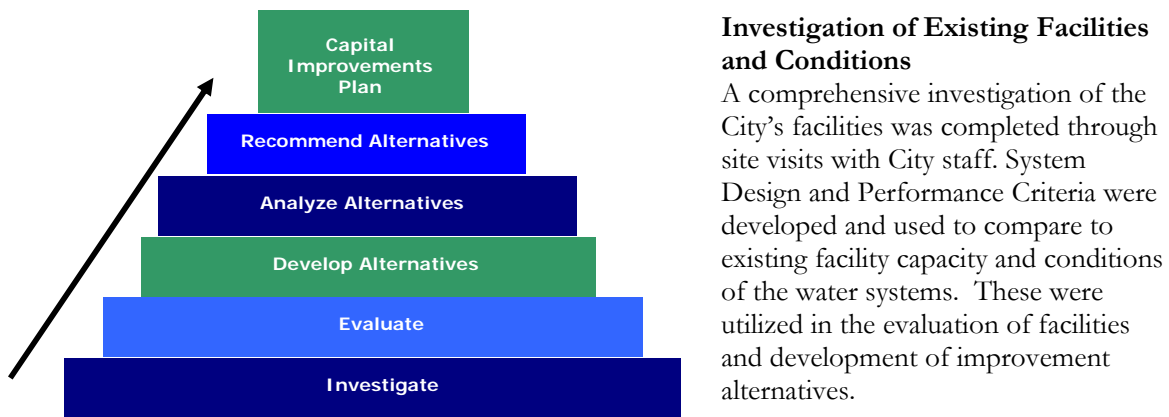 Capital
Improvements
Plan
Recommend Alternatives
Analyze Alternatives
Develop Alternatives
Evaluate
Investigate
Investigation of Existing Facilities
and Conditions
A comprehensive investigation of the
City’s facilities was completed through
site visits with City staff. System
Design and Performance Criteria were
developed and used to compare to
existing facility capacity and conditions
of the water systems.  These were
utilized in the evaluation of facilities
and development of improvement
alternatives.